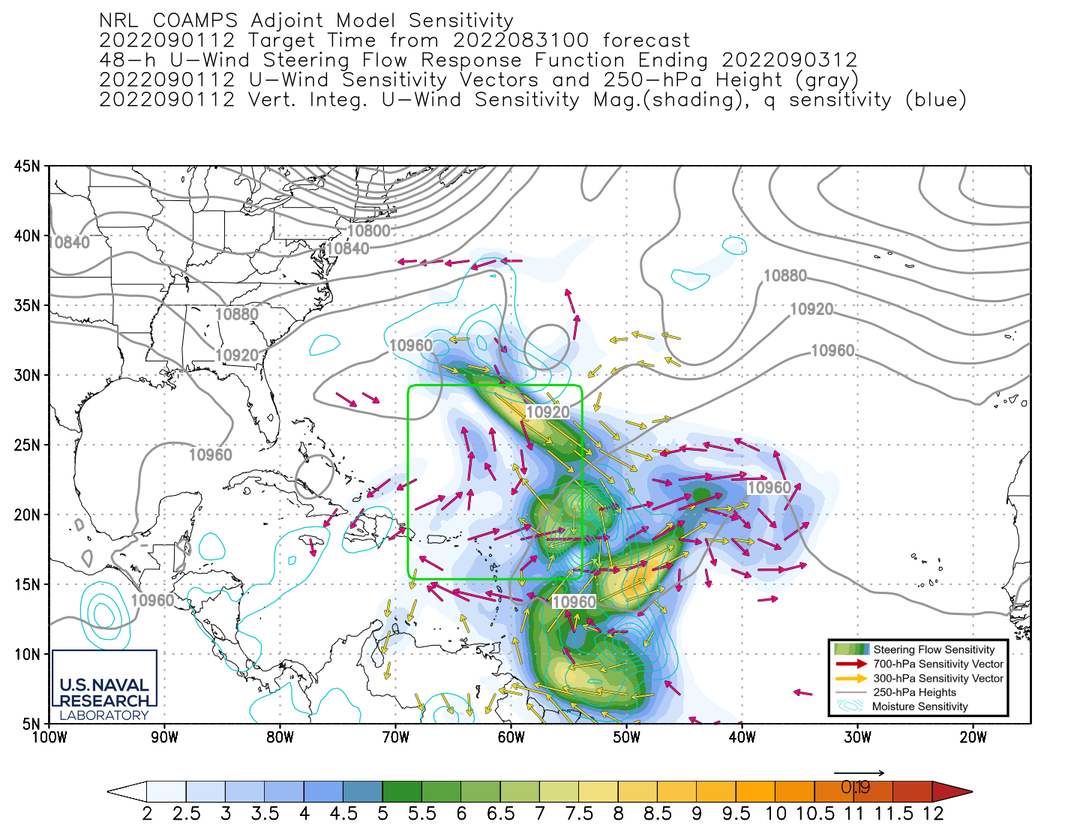 NRL COAMPS Adjoint Model Sensitivity
2022090112 Target Time from 2022083100 forecast
48-h U-Wind Steering Flow Response Function Ending 2022090312
2022090112 U-Wind Sensitivity Vectors and 250-hPa Height (gray)
2022090112 Vert. Integ. U-Wind Sensitivity Mag.(shading), q sensitivity (blue)
45N
10800
40N
10840
10840
10880
35N
10880
10920
10960
10960
10920
30N
10920
25N
10960
10960
20N
15N
10960
10960
10N
Steering Flow Sensitivity
700-hPa Sensitivity Vector
300-hPa Sensitivity Vector
250-hPa Heights
Moisture Sensitivity
U.S. NAVAL
RESEARCH
LABORATORY
5N
100W 90W 80W 70W 60W 50W 40W 30W 20W
0.19
2 2.5 3 3.5 4 4.5 5 5.5 6 6.5 7 7.5 8 8.5 9 9.5 10 10.5 11 11.5 12